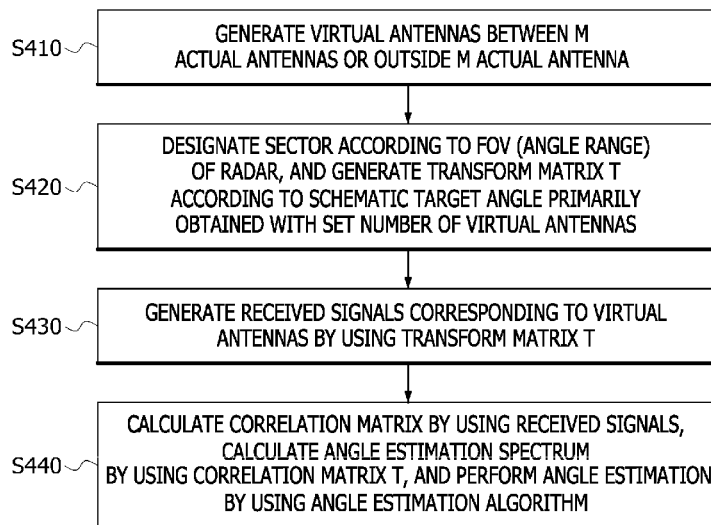 S410
GENERATE VIRTUAL ANTENNAS BETWEEN M
ACTUAL ANTENNAS OR OUTSIDE M ACTUAL ANTENNA
S420
DESIGNATE SECTOR ACCORDING TO FOV (ANGLE RANGE)
OF RADAR, AND GENERATE TRANSFORM MATRIX T
ACCORDING TO SCHEMATIC TARGET ANGLE PRIMARILY
OBTAINED WITH SET NUMBER OF VIRTUAL ANTENNAS
S430
GENERATE RECEIVED SIGNALS CORRESPONDING TO VIRTUAL
ANTENNAS BY USING TRANSFORM MATRIX T
S440
CALCULATE CORRELATION MATRIX BY USING RECEIVED SIGNALS,
CALCULATE ANGLE ESTIMATION SPECTRUM
BY USING CORRELATION MATRIX T, AND PERFORM ANGLE ESTIMATION
BY USING ANGLE ESTIMATION ALGORITHM